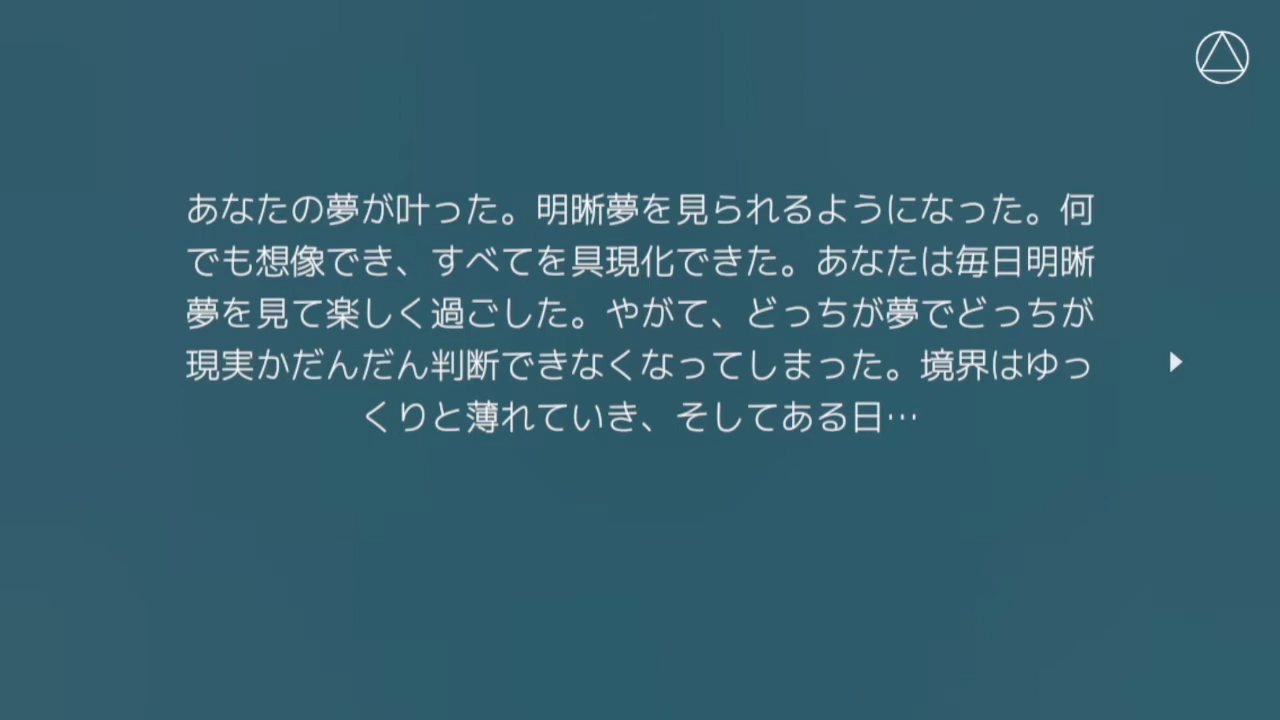 あなたの夢が叶った。明晰夢を見られるようになった。何
でも想像でき、すべてを具現化できた。あなたは毎日明晰
夢を見て楽しく過ごした。やがて、どっちが夢でどっちが
現実かだんだん判断できなくなってしまった。境界はゆっ
くりと薄れていき、そしてある日…